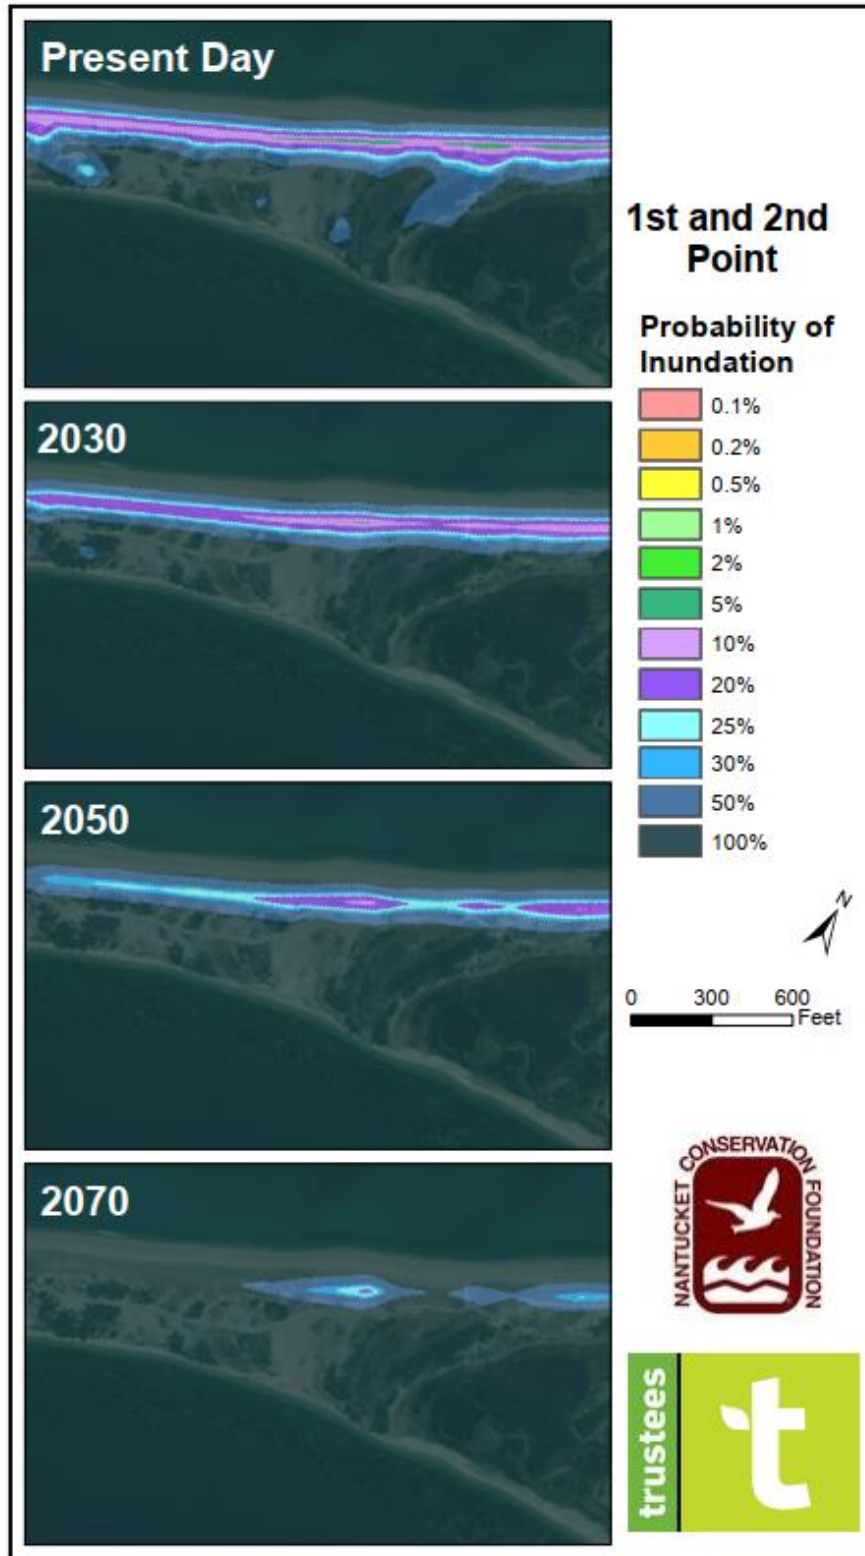 Present Day
2030
2050
2070
1st and 2nd
Point
Probability of
Inundation
0.1%
0.2%
0.5%
1%
2%
5%
10%
20%
25%
30%
50%
100%
N
0 300 600
Feet
NANTUCKET CONSERVATION FOUNDATION
trustees
t